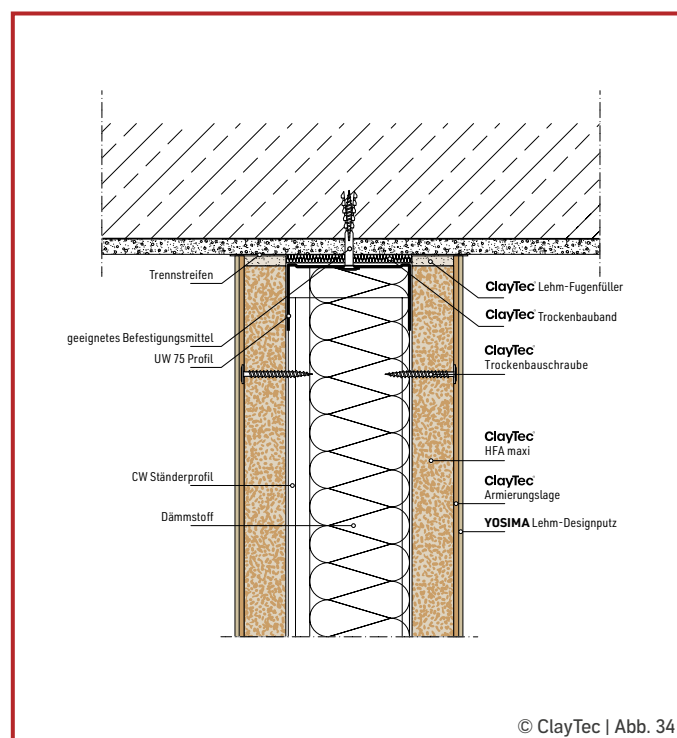 Trennstreifen
geeignetes Befestigungsmittel
UW 75 Profil
CW Ständerprofil
Dämmstoff
ClayTec® Lehm-Fugenfüller
ClayTec® Trockenbauband
ClayTec®
Trockenbauschraube
ClayTec®
HFA maxi
ClayTec®
Armierungslage
YOSIMA Lehm-Designputz
© ClayTec | Abb. 34